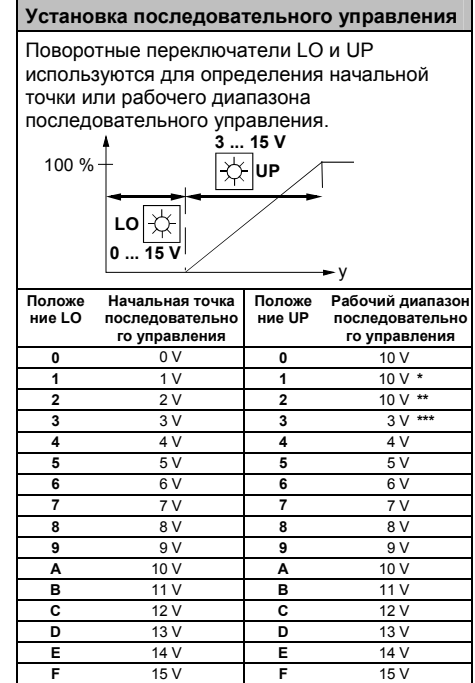 Установка последовательного управления
Поворотные переключатели LO и UP
используются для определения начальной
точки или рабочего диапазона
последовательного управления.
3 ... 15 V
100 %
UP
LO
0 ... 15 V
y
Положе ние LO Начальная точка последовательно го управления Положе ние UP Рабочий диапазон последовательно го управления
0 0 V 0 10 V
1 1 V 1 10 V *
2 2 V 2 10 V **
3 3 V 3 3 V ***
4 4 V 4 4 V
5 5 V 5 5 V
6 6 V 6 6 V
7 7 V 7 7 V
8 8 V 8 8 V
9 9 V 9 9 V
A 10 V A 10 V
B 11 V B 11 V
C 12 V C 12 V
D 13 V D 13 V
E 14 V E 14 V
F 15 V F 15 V